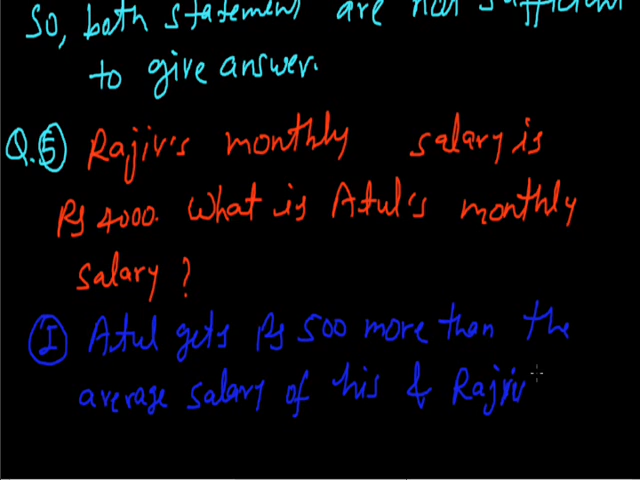 So, both statement are not sufficient
to give answer.
Q.5 Rajiv's monthly salary is
Rs 4000. What is Atul's monthly
salary ?
I Atul gets Rs 500 more than the
average salary of his & Rajiv